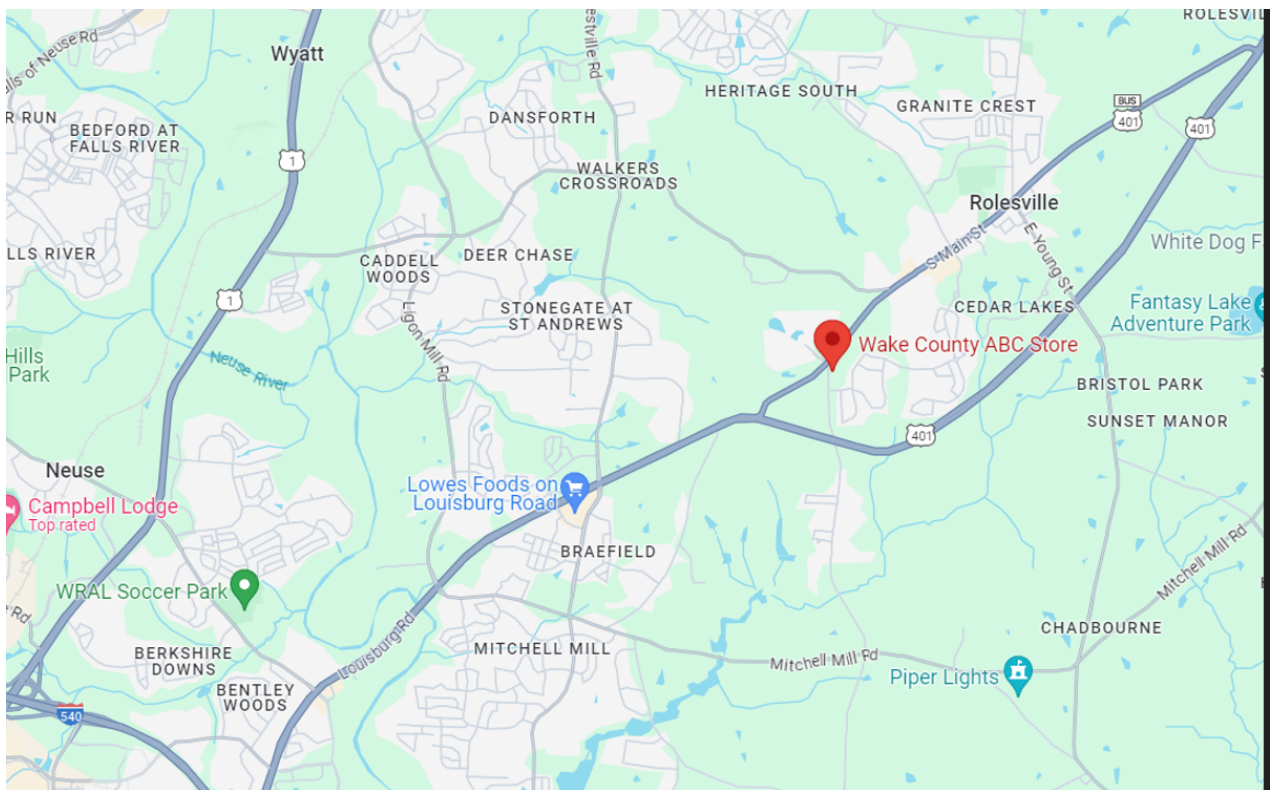 ROLESVIL
Wyatt
alls of Neuse Rd
estville Rd
HERITAGE SOUTH
GRANITE CREST
BUS
401
401
R RUN
BEDFORD AT
FALLS RIVER
DANSFORTH
1
WALKERS
CROSSROADS
Rolesville
S Main St
E Young St
White Dog F
LLS RIVER
CADDELL
WOODS
DEER CHASE
1
STONEGATE AT
ST ANDREWS
CEDAR LAKES
Fantasy Lake
Adventure Park
Ligon Mill Rd
Wake County ABC Store
Hills
Park
Neuse River
BRISTOL PARK
SUNSET MANOR
401
Neuse
Lowes Foods on
Louisburg Road
Campbell Lodge
Top rated
BRAEFIELD
Mitchell Mill Rd
WRAL Soccer Park
Rd
Louisburg Rd
CHADBOURNE
BERKSHIRE
DOWNS
MITCHELL MILL
Mitchell Mill Rd
Piper Lights
BENTLEY
WOODS
540